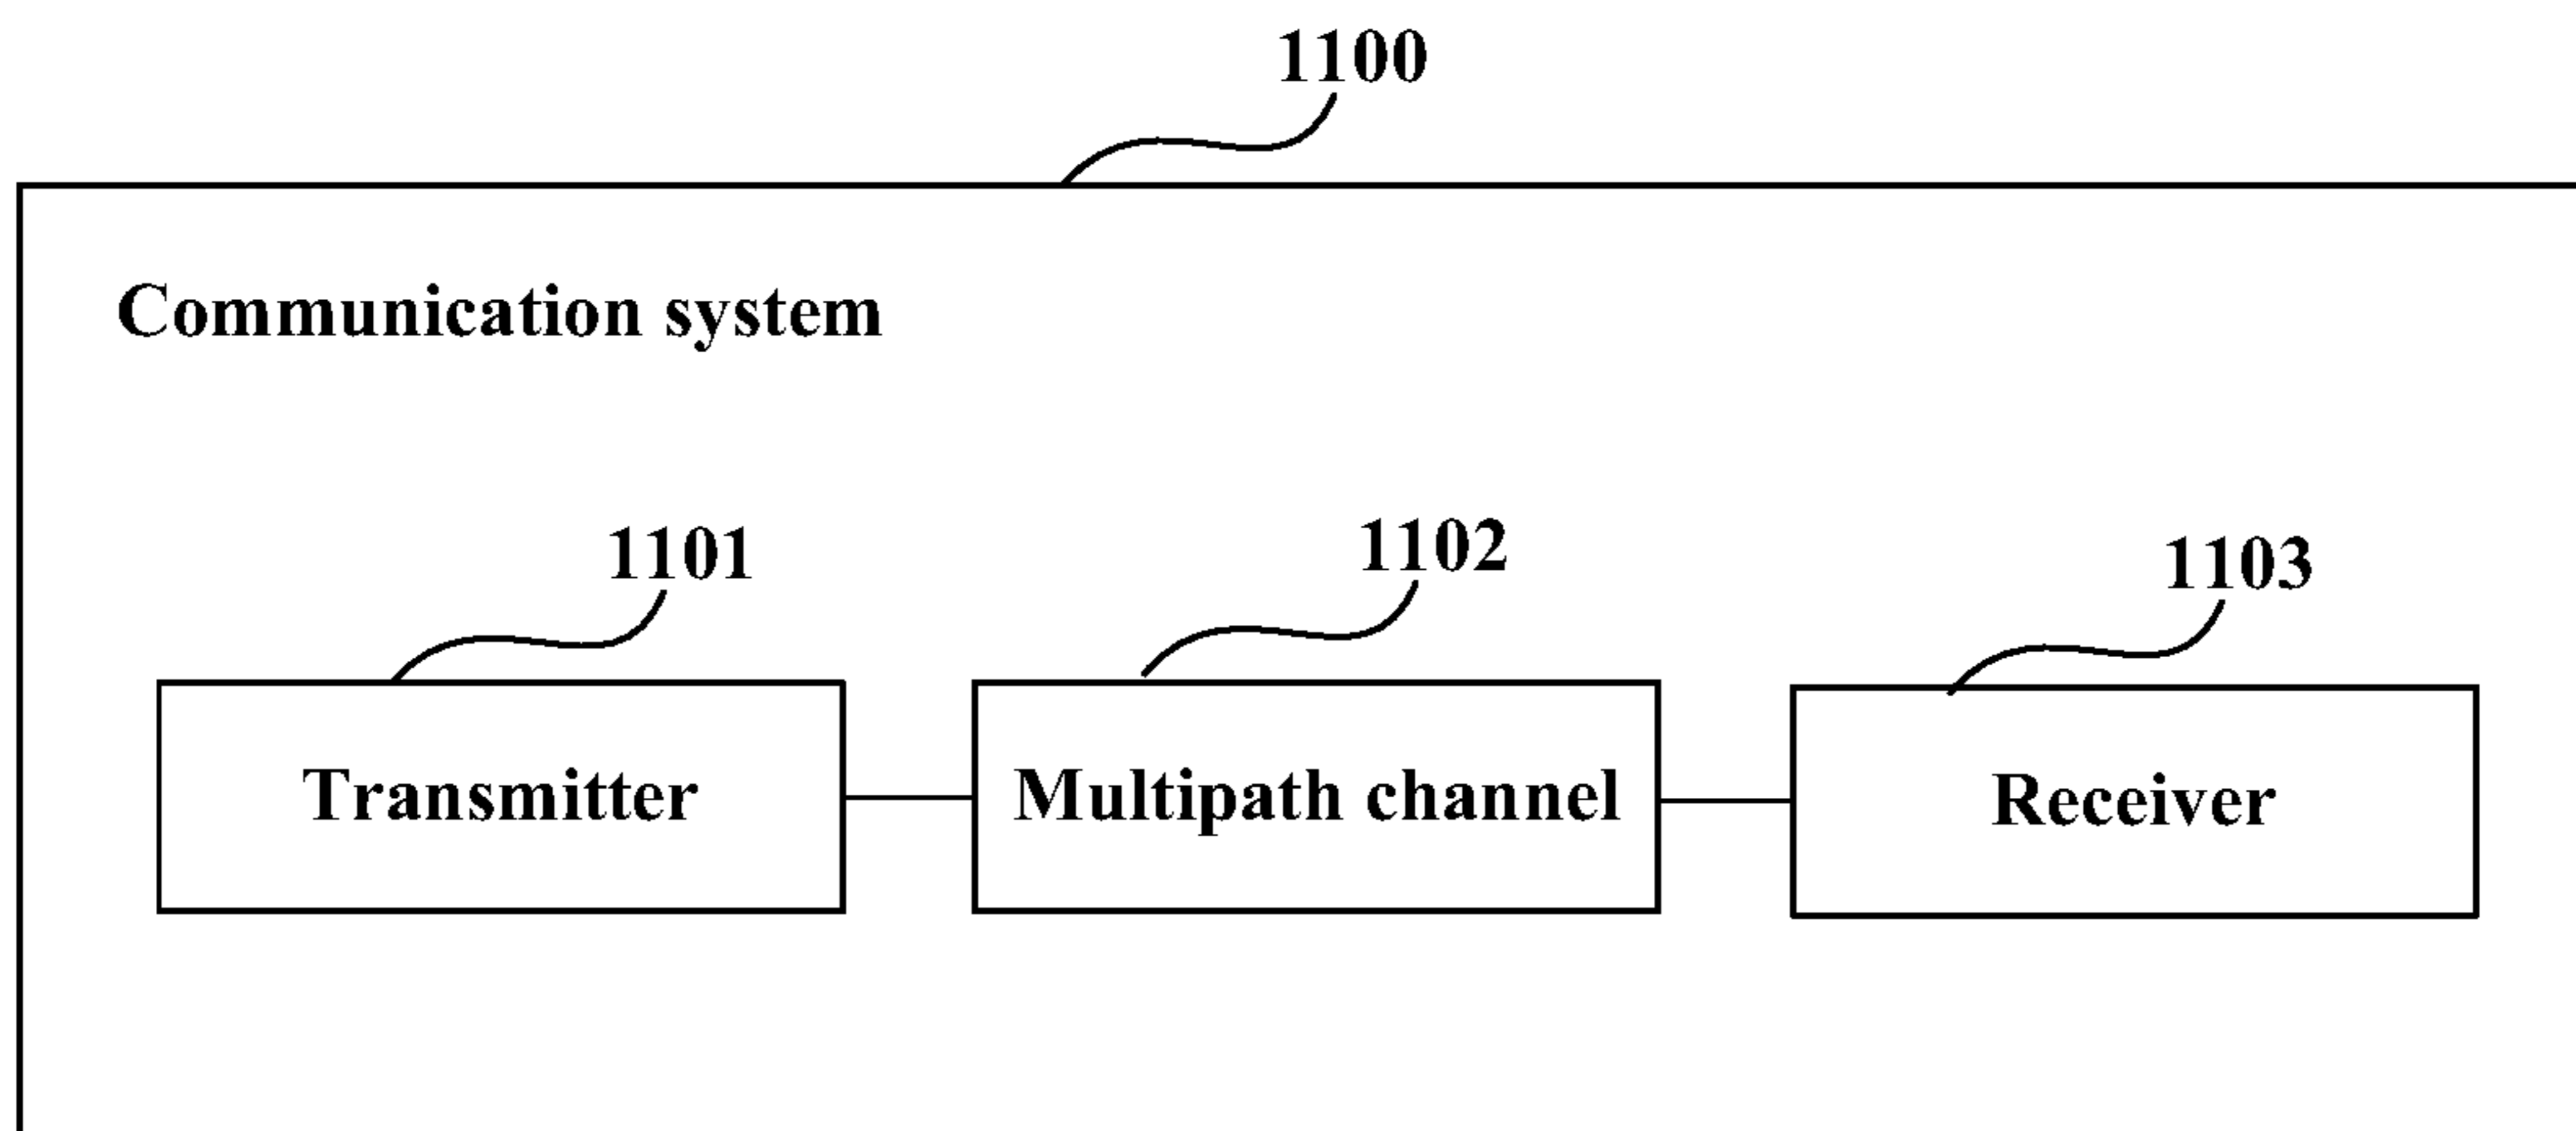 1100
Communication system
1101
1102
1103
Transmitter
Multipath channel
Receiver